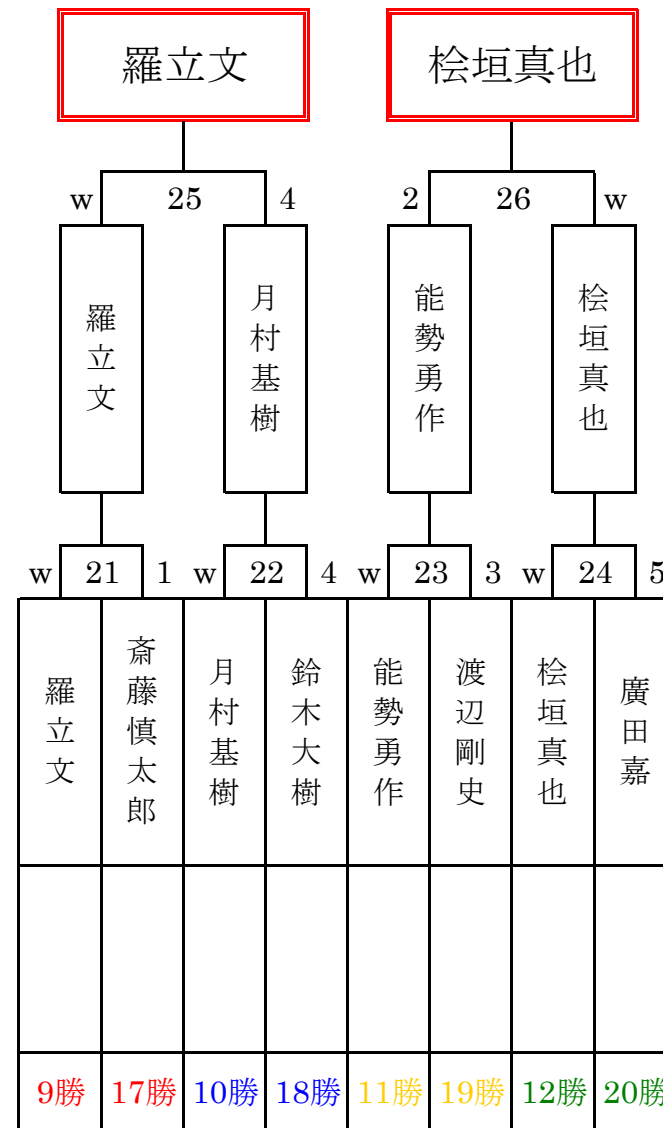 羅立文 桧垣真也
w 25 4 2 26 w
羅立文
月村基樹
能勢勇作
桧垣真也
w 21 1 w 22 4 w 23 3 w 24 5
羅立文
斎藤慎太郎
月村基樹
鈴木大樹
能勢勇作
渡辺剛史
桧垣真也
廣田嘉
9勝 17勝 10勝 18勝 11勝 19勝 12勝 20勝